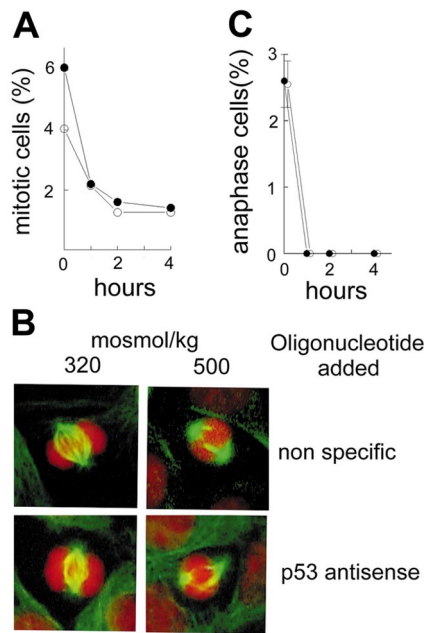 A
C
mitotic cells (%)
6
4
2
0
2
4
hours
anaphase cells(%)
3
2
1
0
0
2
4
hours
B
mosmol/kg
320
500
Oligonucleotide
added
non specific
p53 antisense